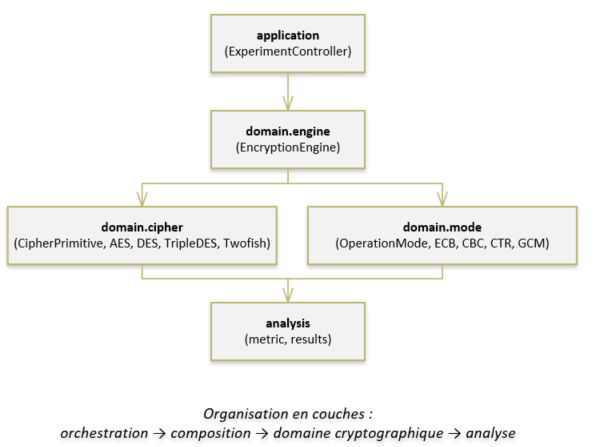 application
(ExperimentController)
domain.engine
(EncryptionEngine)
domain.cipher
(CipherPrimitive, AES, DES, TripleDES, Twofish)
domain.mode
(OperationMode, ECB, CBC, CTR, GCM)
analysis
(metric, results)
Organisation en couches :
orchestration → composition → domaine cryptographique → analyse